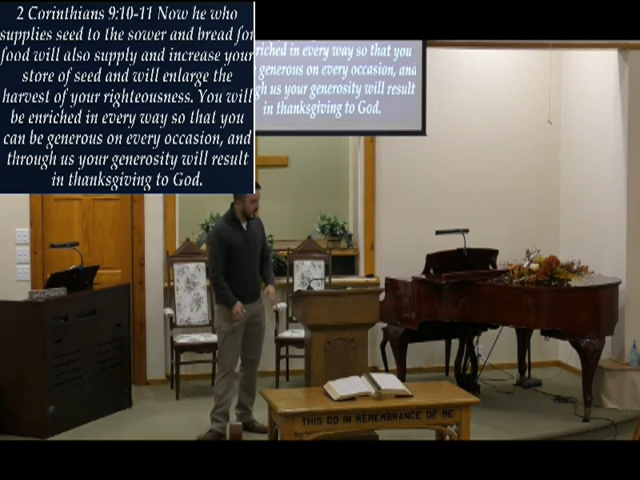 2 Corinthians 9:10-11 Now he who
supplies seed to the sower and bread for
food will also supply and increase your
store of seed and will enlarge the
harvest of your righteousness. You will
be enriched in every way so that you
can be generous on every occasion, and
through us your generosity will result
in thanksgiving to God.
riched in every way so that you
generous on every occasion, and
gh us your generosity will result
in thanksgiving to God.
THIS DO IN REMEMBRANCE OF ME